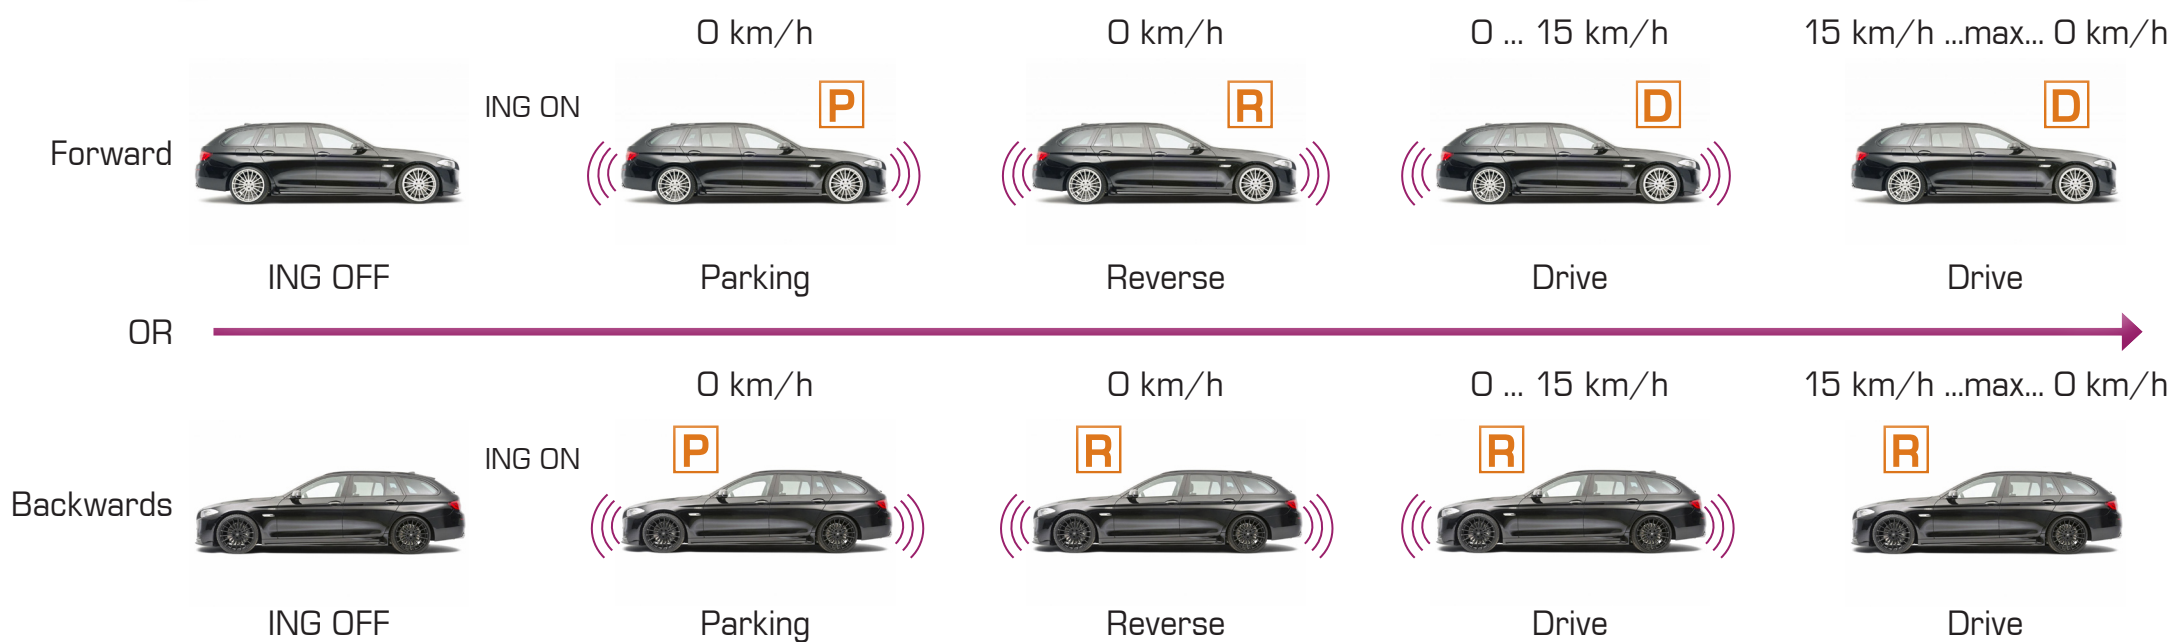 0 km/h 0 km/h 0 ... 15 km/h 15 km/h ...max... 0 km/h
P R D D
ING ON
Forward
ING OFF Parking Reverse Drive Drive
OR
0 km/h 0 km/h 0 ... 15 km/h 15 km/h ...max... 0 km/h
P R R R
ING ON
Backwards
ING OFF Parking Reverse Drive Drive